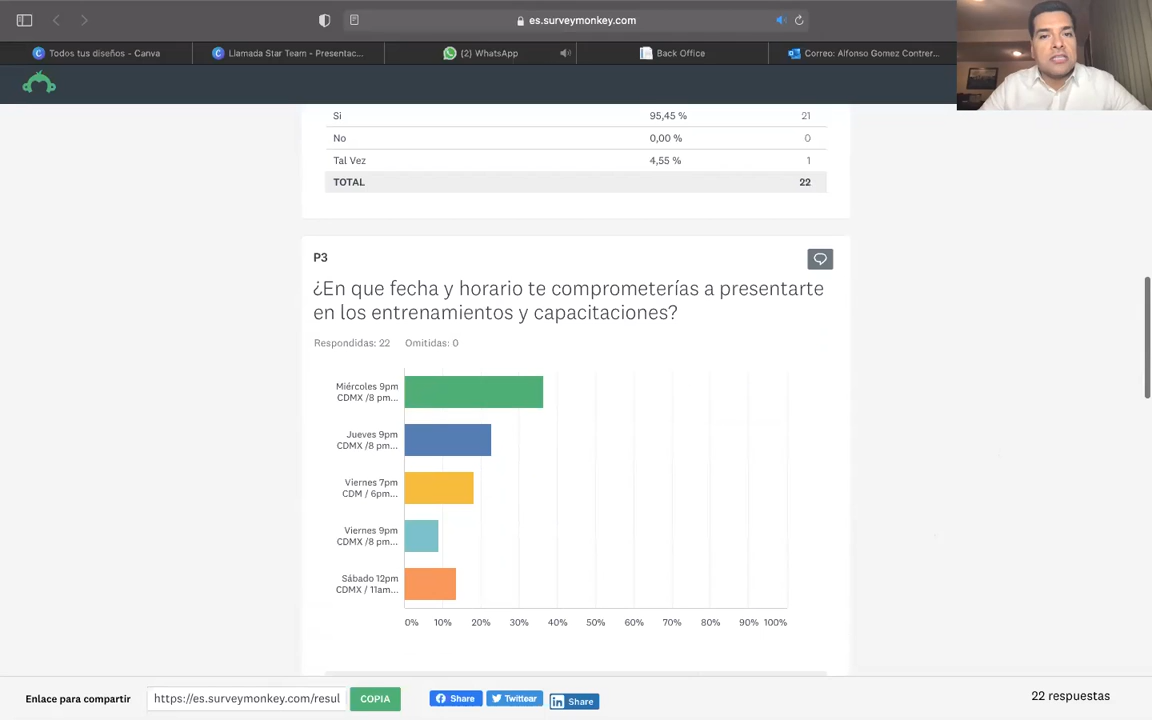 es.surveymonkey.com
Todos tus diseños - Canva
Llamada Star Team - Presentac...
(2) WhatsApp
Back Office
Correo: Alfonso Gomez Contrer...
Si 95,45 % 21
No 0,00 % 0
Tal Vez 4,55 % 1
TOTAL 22
P3
¿En que fecha y horario te comprometerías a presentarte
en los entrenamientos y capacitaciones?
Respondidas: 22 Omitidas: 0
Miércoles 9pm
CDMX /8 pm...
Jueves 9pm
CDMX /8 pm...
Viernes 7pm
CDM / 6pm...
Viernes 9pm
CDMX /8 pm...
Sábado 12pm
CDMX / 11am...
0% 10% 20% 30% 40% 50% 60% 70% 80% 90% 100%
Enlace para compartir https://es.surveymonkey.com/resul COPIA Share Twittear Share 22 respuestas